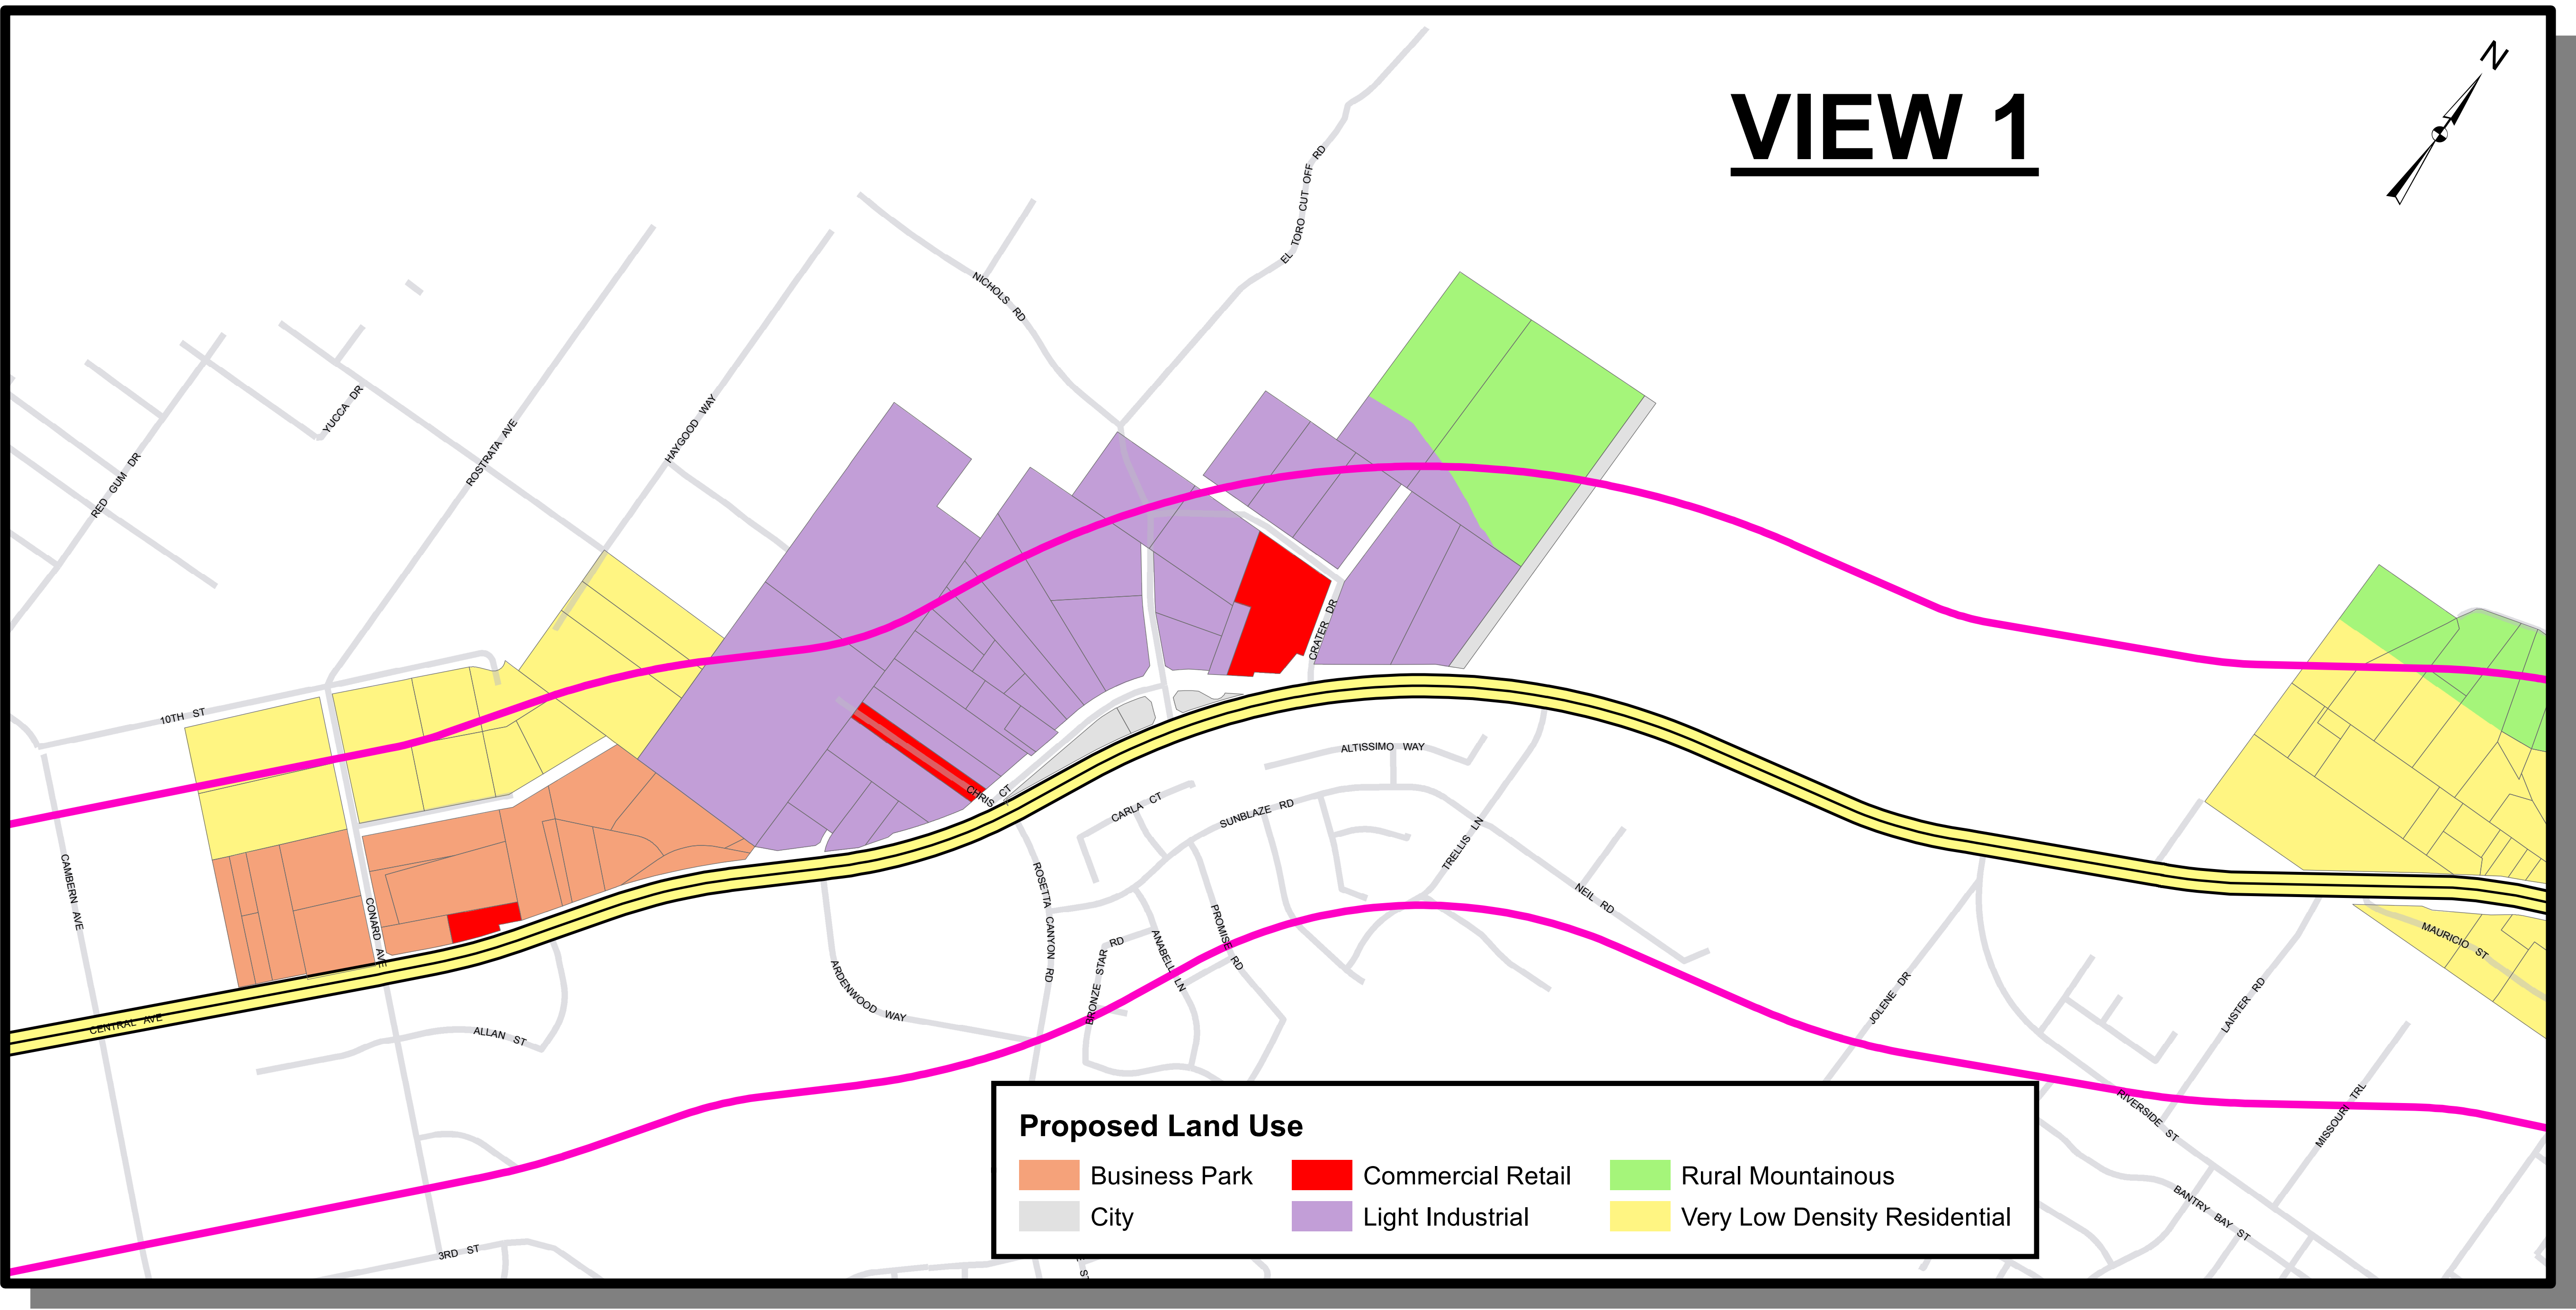 N
VIEW 1
EL TORO CUT OFF RD
NICHOLS RD
YUCCA DR
ROSTRATA AVE
HAYGOOD WAY
RED GUM DR
CRATER DR
10TH ST
ALTISSIMO WAY
CHRIS CT
CARLA CT
SUNBLAZE RD
TRELLIS LN
CAMBERN AVE
CONARD AVE
ROSETTA CANYON RD
PROMISE RD
NEIL RD
ANABELL LN
BRONZE STAR RD
MAURICIO ST
ARDENWOOD WAY
JOLENE DR
LAISTER RD
CENTRAL AVE
ALLAN ST
RIVERSIDE ST
MISSOURI TRL
BANTRY BAY ST
3RD ST
Proposed Land Use
Business Park
Commercial Retail
Rural Mountainous
City
Light Industrial
Very Low Density Residential